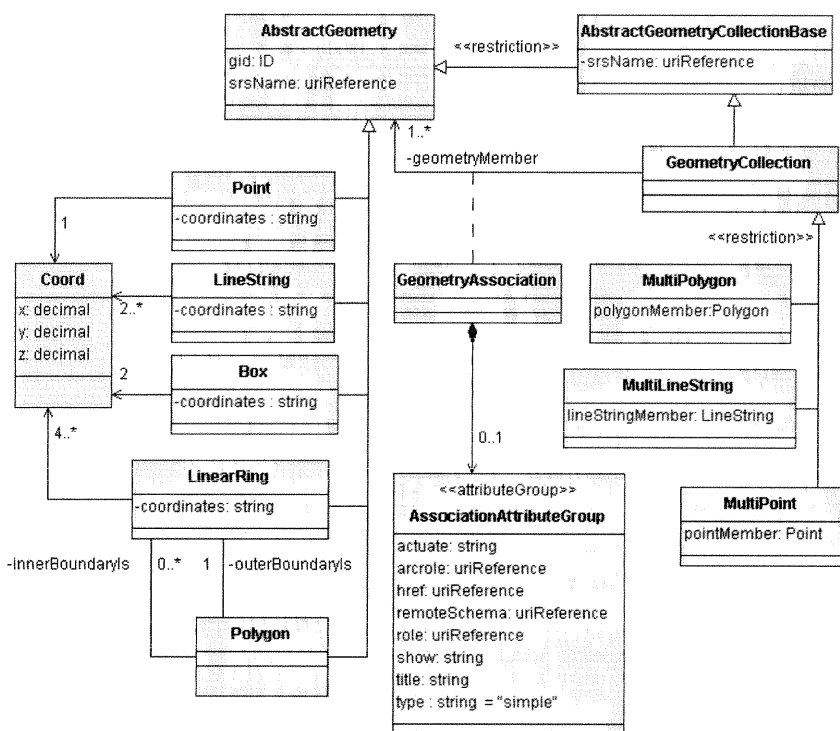 AbstractGeometry
gid: ID
srsName: uriReference
<<restriction>>
AbstractGeometryCollectionBase
-srsName: uriReference
1..*
-geometryMember
GeometryCollection
<<restriction>>
Point
-coordinates : string
1
Coord
x: decimal
y: decimal
z: decimal
LineString
-coordinates : string
2..*
Box
-coordinates : string
2
4..*
LinearRing
-coordinates: string
-innerBoundaryIs
0..*
1
-outerBoundaryIs
Polygon
GeometryAssociation
0..1
<<attributeGroup>>
AssociationAttributeGroup
actuate: string
arcrole: uriReference
href: uriReference
remoteSchema: uriReference
role: uriReference
show: string
title: string
type : string = "simple"
MultiPolygon
polygonMember:Polygon
MultiLineString
lineStringMember: LineString
MultiPoint
pointMember: Point